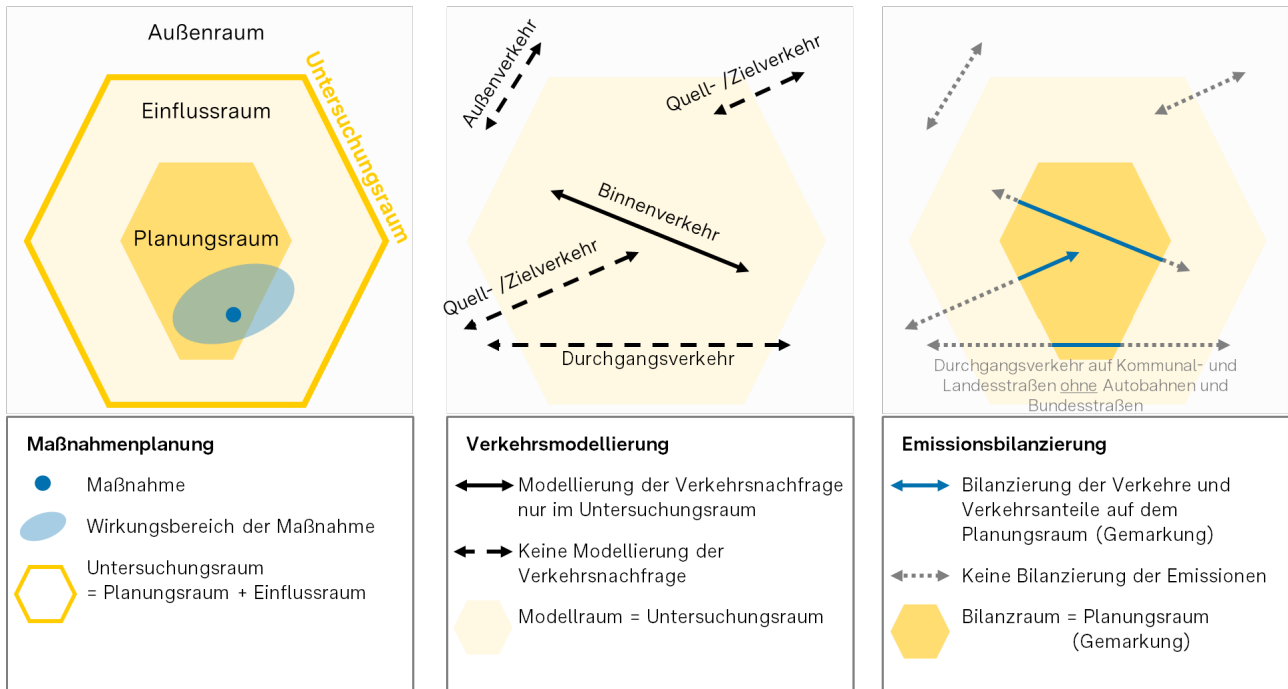 Außenraum
Untersuchungsraum
Einflussraum
Planungsraum
Maßnahmenplanung
Maßnahme
Wirkungsbereich der Maßnahme
Untersuchungsraum
= Planungsraum + Einflussraum
Außenverkehr
Quell- /Zielverkehr
Binnenverkehr
Quell- /Zielverkehr
Durchgangsverkehr
Verkehrsmodellierung
Modellierung der Verkehrsnachfrage
nur im Untersuchungsraum
Keine Modellierung der
Verkehrsnachfrage
Modellraum = Untersuchungsraum
Durchgangsverkehr auf Kommunal- und
Landesstraßen ohne Autobahnen und
Bundesstraßen
Emissionsbilanzierung
Bilanzierung der Verkehre und
Verkehrsanteile auf dem
Planungsraum (Gemarkung)
Keine Bilanzierung der Emissionen
Bilanzraum = Planungsraum
(Gemarkung)